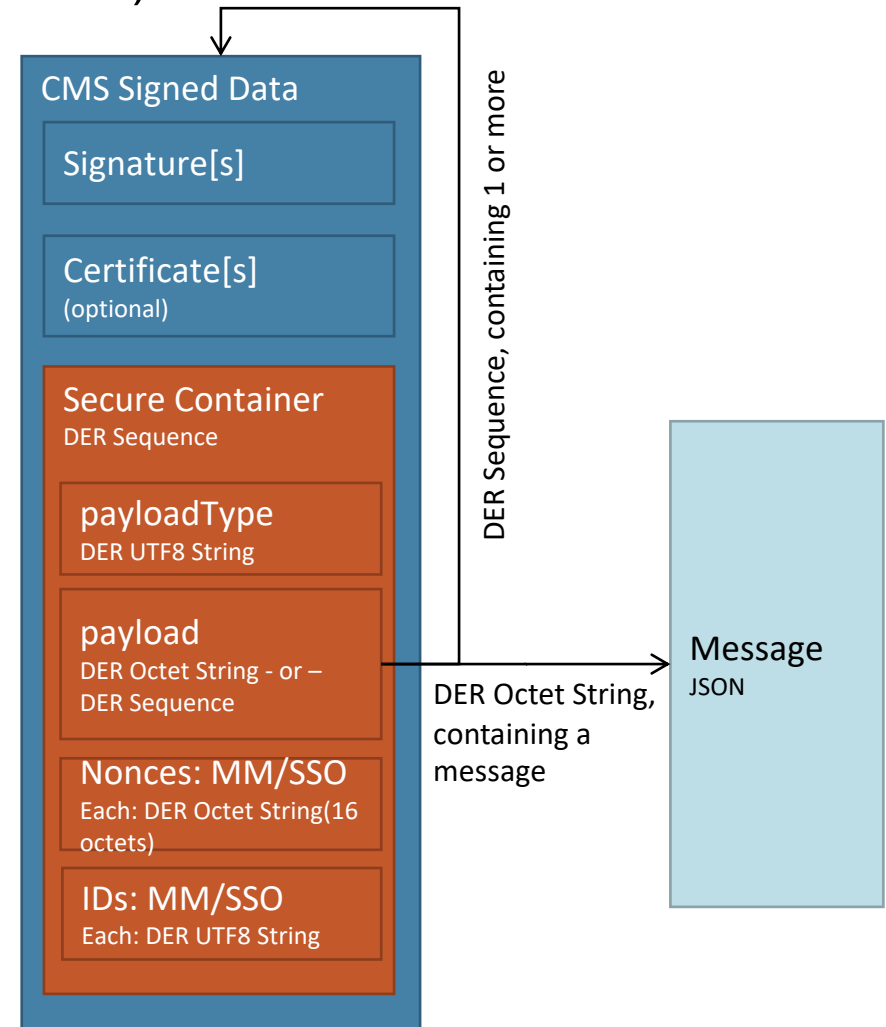 CMS Signed Data
Signature[s]
Certificate[s]
(optional)
Secure Container
DER Sequence
payloadType
DER UTF8 String
payload
DER Octet String - or –
DER Sequence
Nonces: MM/SSO
Each: DER Octet String(16
octets)
IDs: MM/SSO
Each: DER UTF8 String
DER Sequence, containing 1 or more
DER Octet String,
containing a
message
Message
JSON